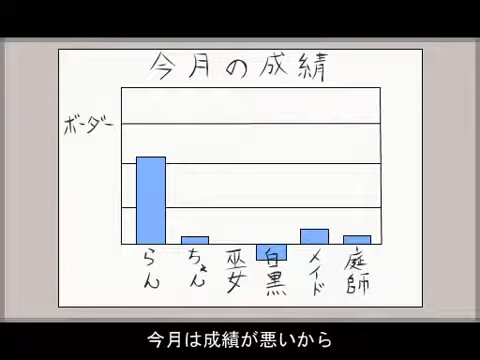 今月の成績
ボーダー
らん
ちぇん
巫女
白黒
メイド
庭師
今月は成績が悪いから